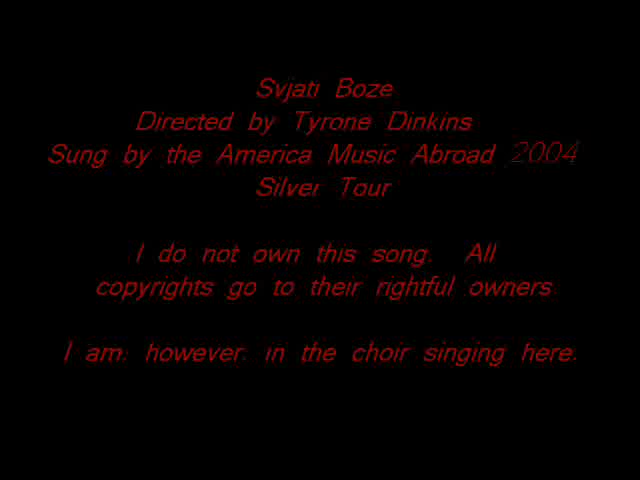 Svjati Boze
Directed by Tyrone Dinkins
Sung by the America Music Abroad 2004
Silver Tour
I do not own this song. All
copyrights go to their rightful owners
I am, however, in the choir singing here.